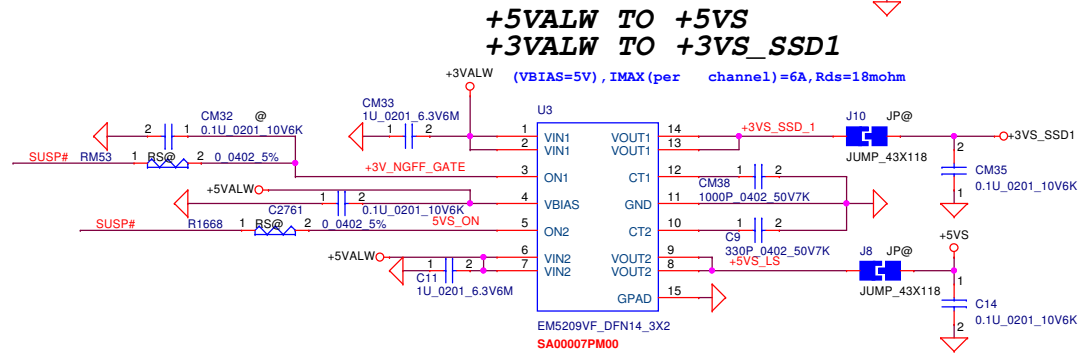 +5VALW TO +5VS
+3VALW TO +3VS_SSD1
(VBIAS=5V),IMAX(per channel)=6A,Rds=18mohm
+3VALW
CM32 @
0.1U_0201_10V6K
2 1
CM33
1U_0201_6.3V6M
1 2
U3
SUSP# RM53 1 RS@ 2 0_0402_5%
+3V_NGFF_GATE
+5VALW
1 2
C2761 0.1U_0201_10V6K
5VS_ON
SUSP# R1668 1 RS@ 2 0_0402_5%
+5VALW
1 2
C11
1U_0201_6.3V6M
1 VIN1 VOUT1 14
2 VIN1 VOUT1 13
3 ON1 CT1 12
4 VBIAS GND 11
5 ON2 CT2 10
6 VIN2 VOUT2 9
7 VIN2 VOUT2 8
GPAD 15
EM5209VF_DFN14_3X2
SA00007PM00
+3VS_SSD_1
J10 JP@
JUMP_43X118
+3VS_SSD1
2
CM35
1
0.1U_0201_10V6K
1 2
CM38
1000P_0402_50V7K
1 2
C9
330P_0402_50V7K
+5VS_LS
J8 JP@
JUMP_43X118
+5VS
1
C14
0.1U_0201_10V6K
2